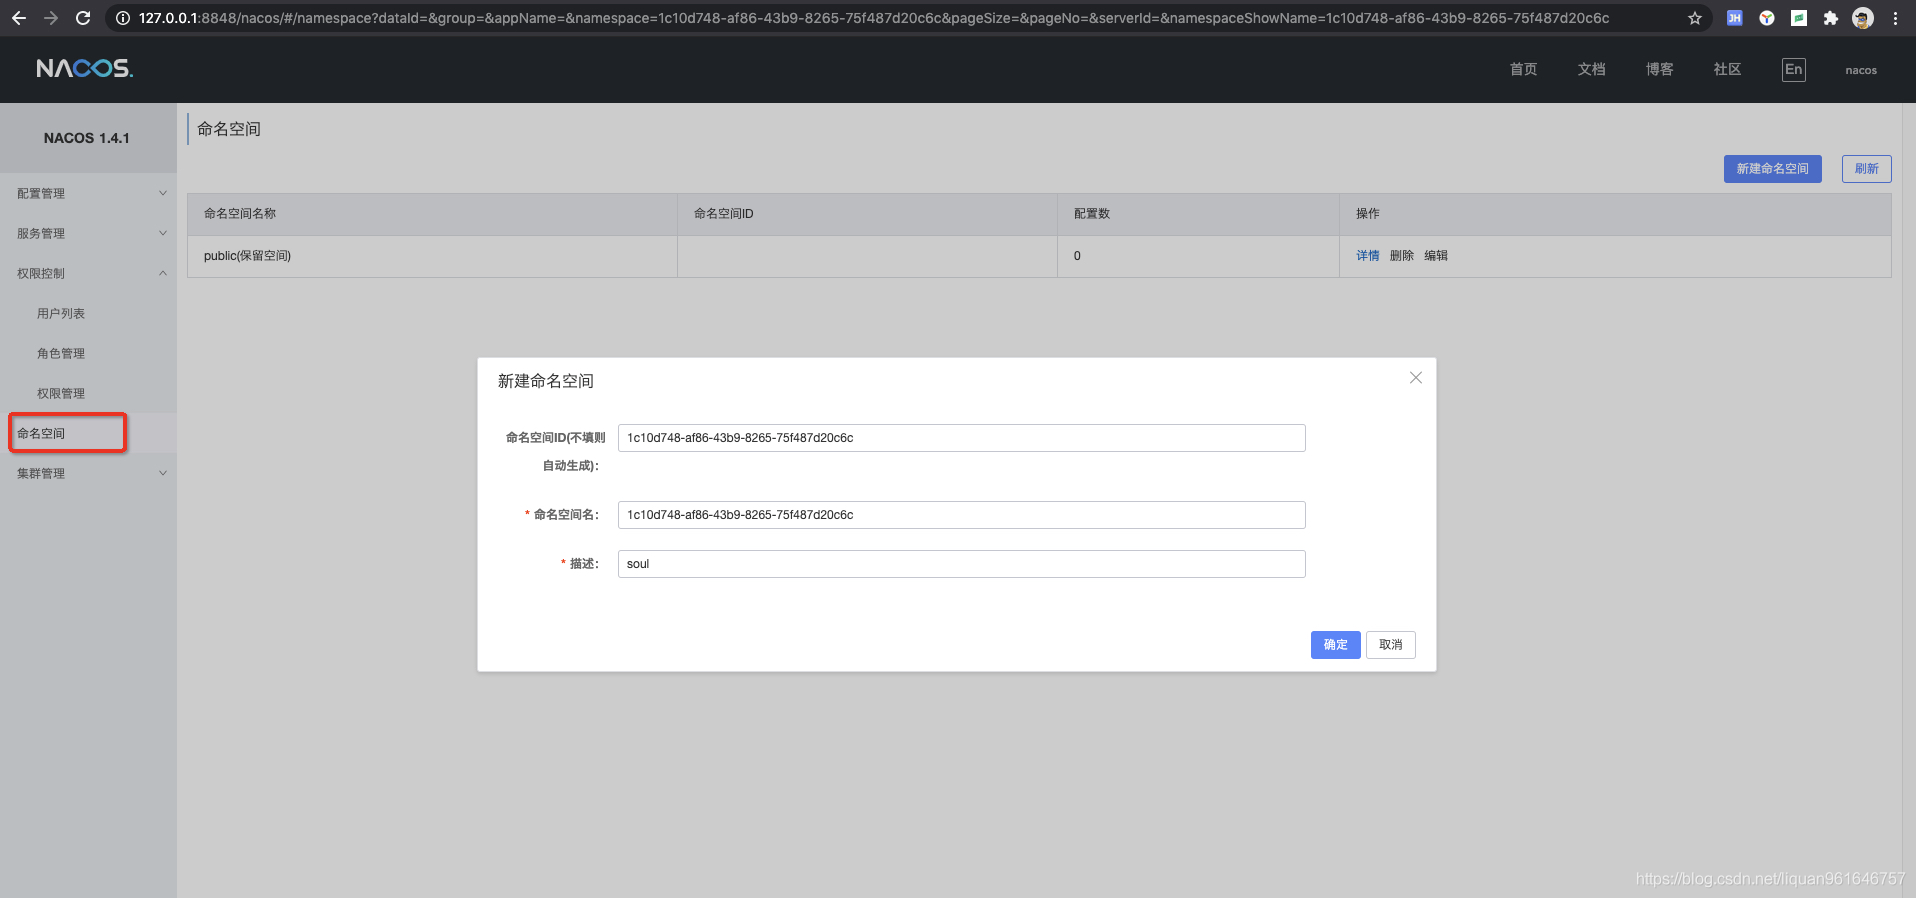 127.0.0.1:8848/nacos/#/namespace?dataId=&group=&appName=&namespace=1c10d748-af86-43b9-8265-75f487d20c6c&pageSize=&pageNo=&serverId=&namespaceShowName=1c10d748-af86-43b9-8265-75f487d20c6c
JH
NACOS.
首页 文档 博客 社区 En nacos
NACOS 1.4.1
配置管理
服务管理
权限控制
用户列表
角色管理
权限管理
命名空间
集群管理
命名空间
新建命名空间 刷新
命名空间名称 命名空间ID 配置数 操作
public(保留空间) 0 详情 删除 编辑
新建命名空间
命名空间ID(不填则
自动生成)： 1c10d748-af86-43b9-8265-75f487d20c6c
* 命名空间名： 1c10d748-af86-43b9-8265-75f487d20c6c
* 描述： soul
确定 取消
https://blog.csdn.net/liquan961646757